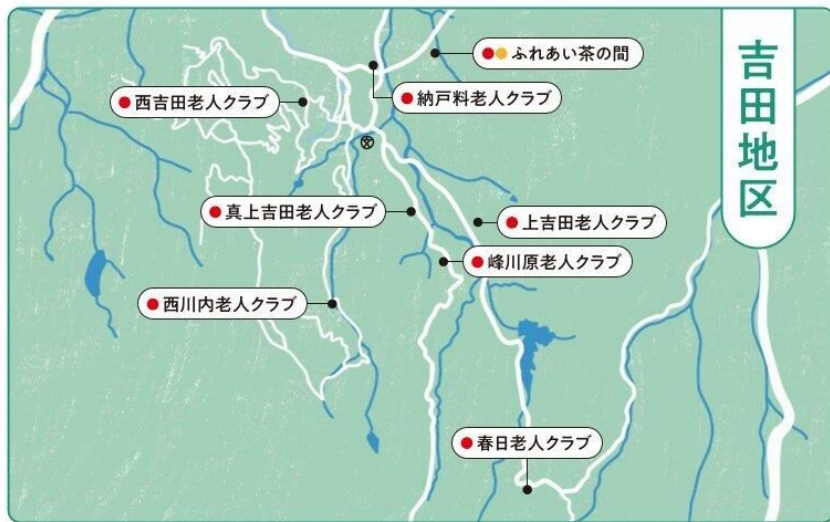 吉田地区
ふれあい茶の間
西吉田老人クラブ
納戸料老人クラブ
真上吉田老人クラブ
上吉田老人クラブ
峰川原老人クラブ
西川内老人クラブ
春日老人クラブ